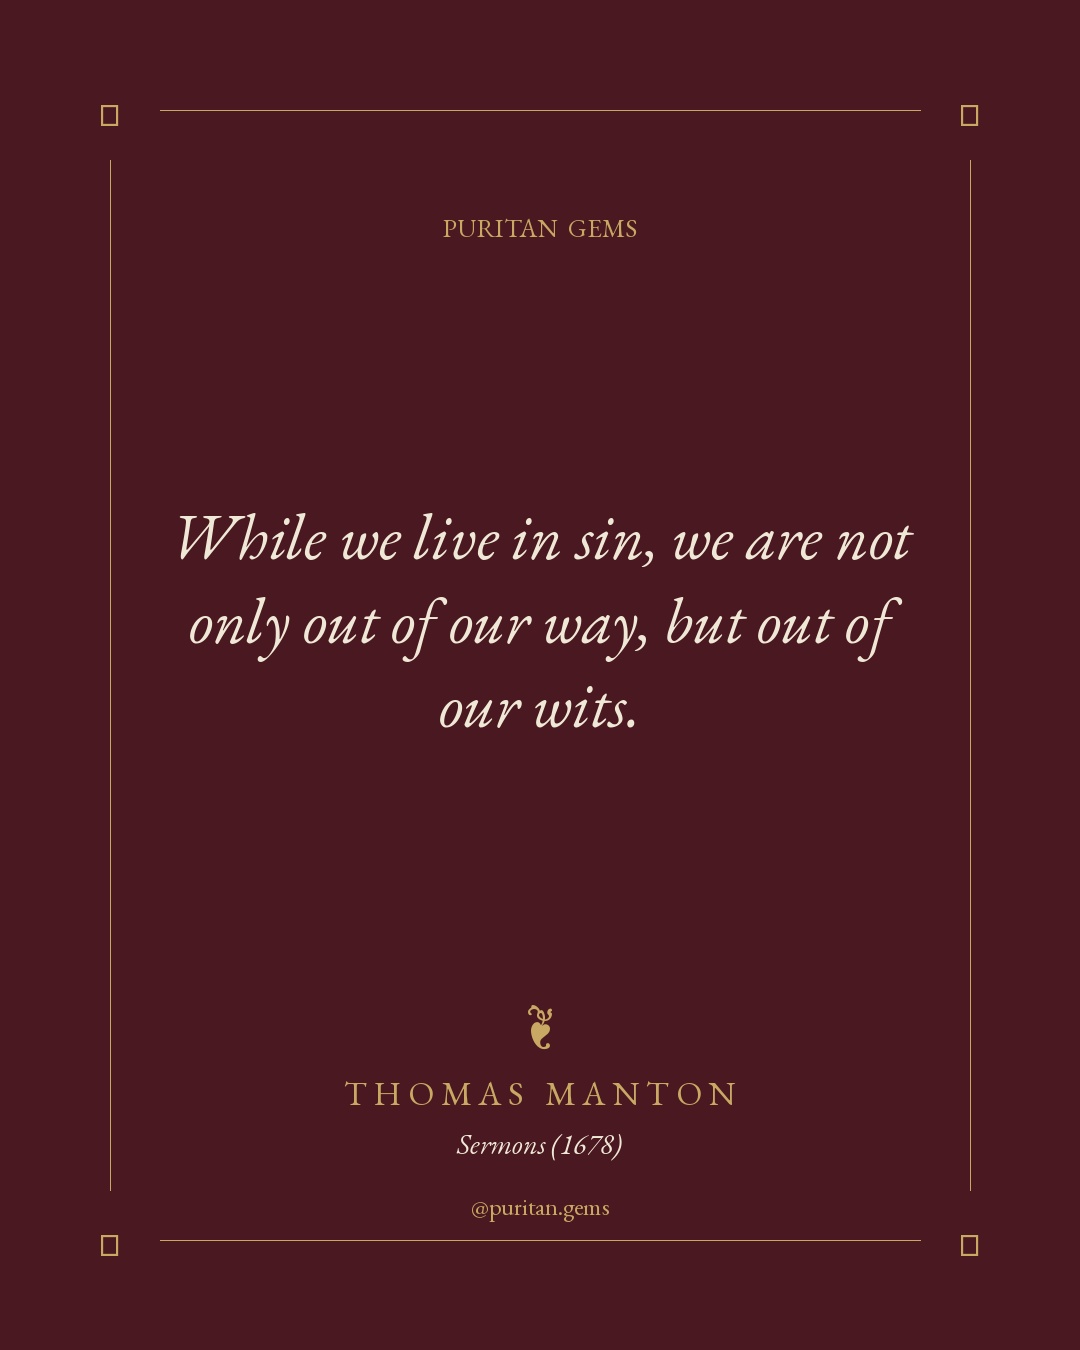 PURITAN GEMS
While we live in sin, we are not
only out of our way, but out of
our wits.
THOMAS MANTON
Sermons (1678)
@puritan.gems